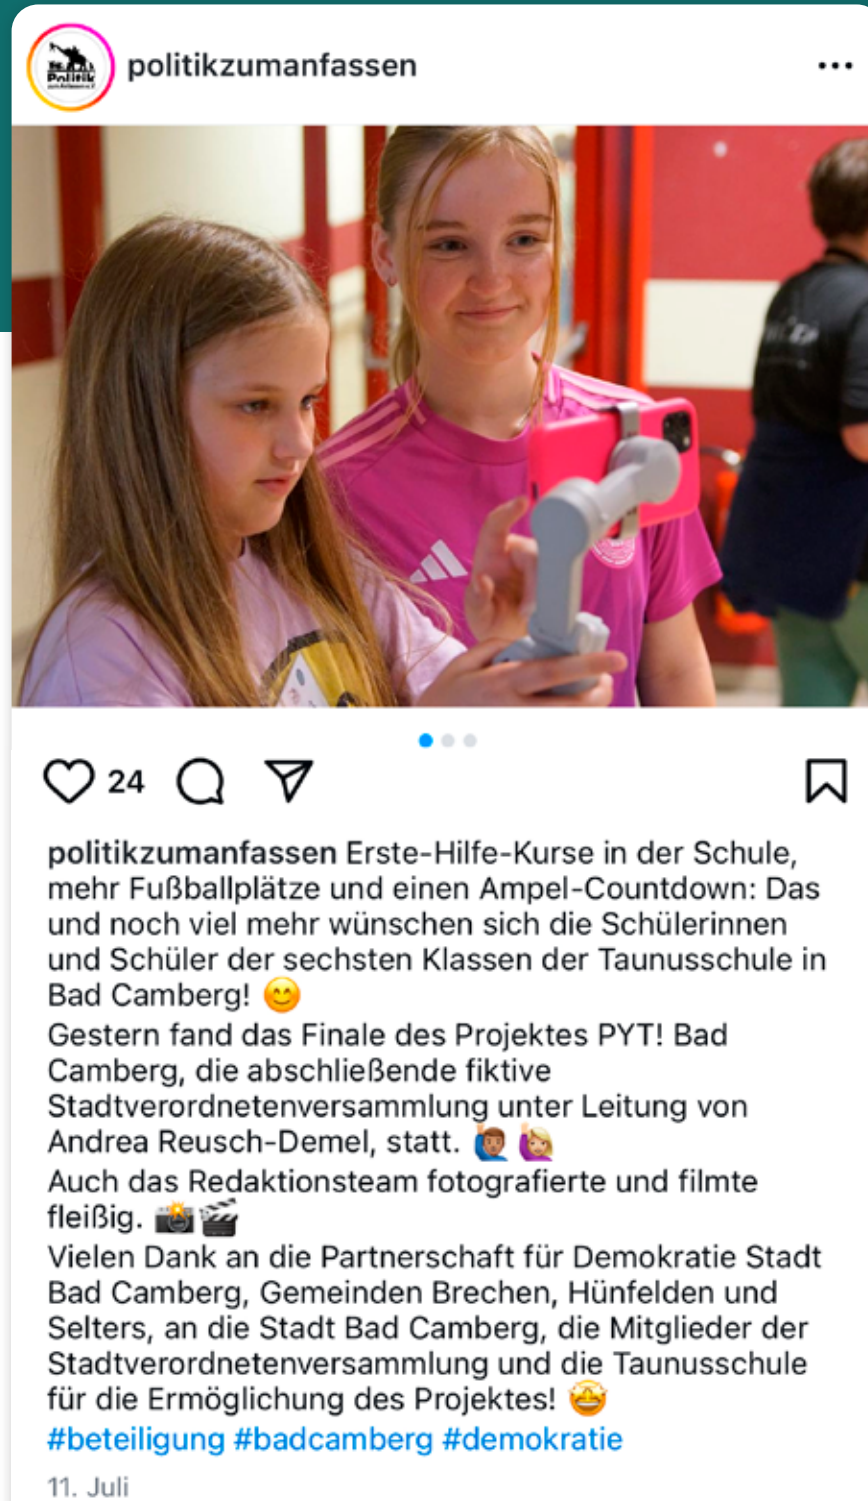 Politik
politikzumanfassen
24
politikzumanfassen Erste-Hilfe-Kurse in der Schule,
mehr Fußballplätze und einen Ampel-Countdown: Das
und noch viel mehr wünschen sich die Schülerinnen
und Schüler der sechsten Klassen der Taunusschule in
Bad Camberg! 😊
Gestern fand das Finale des Projektes PYT! Bad
Camberg, die abschließende fiktive
Stadtverordnetenversammlung unter Leitung von
Andrea Reusch-Demel, statt. 🙋🏽‍♂️ 🙋🏼‍♀️
Auch das Redaktionsteam fotografierte und filmte
fleißig. 📸🎬
Vielen Dank an die Partnerschaft für Demokratie Stadt
Bad Camberg, Gemeinden Brechen, Hünfelden und
Selters, an die Stadt Bad Camberg, die Mitglieder der
Stadtverordnetenversammlung und die Taunusschule
für die Ermöglichung des Projektes! 🤩
#beteiligung #badcamberg #demokratie
11. Juli